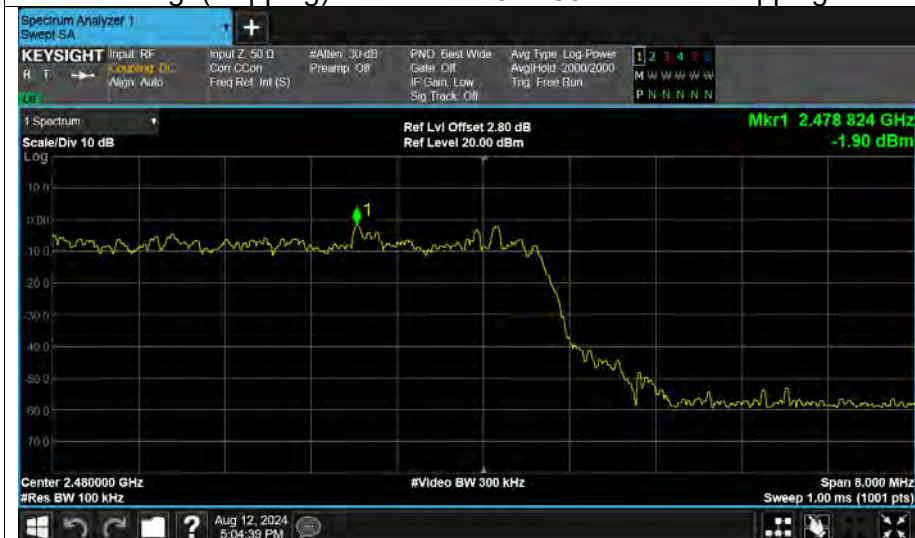 Spectrum Analyzer 1
Swept SA
+
KEYSIGHT
R T
Input: RF
Coupling: DC
Align: Auto
Input Z: 50 Ω
Corr CCorr
Freq Ref: Int (S)
#Atten: 30 dB
Preamp: Off
PNO: Best Wide
Gate: Off
IF Gain: Low
Sig Track: Off
Avg Type: Log-Power
Avg|Hold: 2000/2000
Trig: Free Run
1 2 3 4 5 6
M W W W W W
P N N N N N
1 Spectrum
Scale/Div 10 dB
Log
Ref Lvl Offset 2.80 dB
Ref Level 20.00 dBm
Mkr1 2.478 824 GHz
-1.90 dBm
10.0
0.00
-10.0
-20.0
-30.0
-40.0
-50.0
-60.0
-70.0
1
Center 2.480000 GHz
#Res BW 100 kHz
#Video BW 300 kHz
Span 8.000 MHz
Sweep 1.00 ms (1001 pts)
?
Aug 12, 2024
5:04:39 PM